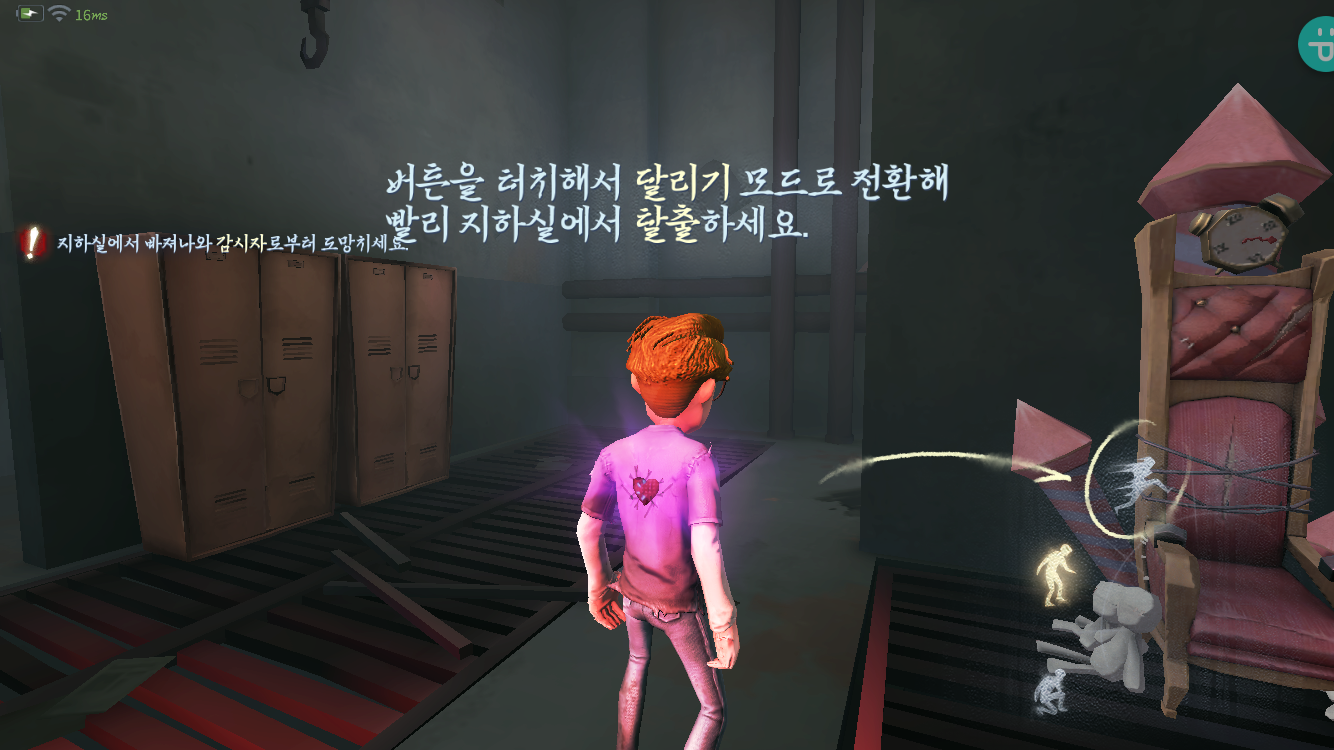 16ms
버튼을 터치해서 달리기 모드로 전환해
빨리 지하실에서 탈출하세요.
지하실에서 빠져나와 감시자로부터 도망치세요.